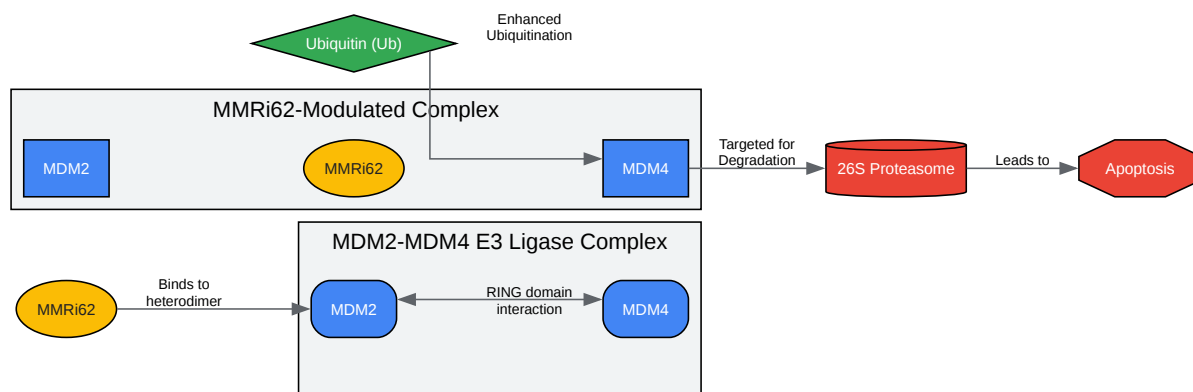 Enhanced
Ubiquitination
Ubiquitin (Ub)
MMRi62-Modulated Complex
MDM2
MMRi62
MDM4
Targeted for
Degradation
26S Proteasome
Leads to
Apoptosis
MDM2-MDM4 E3 Ligase Complex
MMRi62
Binds to
heterodimer
MDM2
RING domain
interaction
MDM4